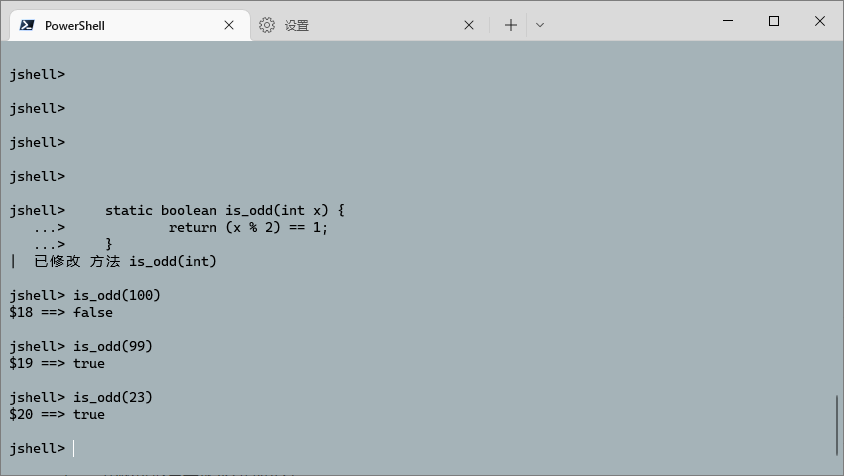 PowerShell
设置
jshell>
jshell>
jshell>
jshell>
jshell>     static boolean is_odd(int x) {
   ...>             return (x % 2) == 1;
   ...>     }
|  已修改 方法 is_odd(int)
jshell> is_odd(100)
$18 ==> false
jshell> is_odd(99)
$19 ==> true
jshell> is_odd(23)
$20 ==> true
jshell>